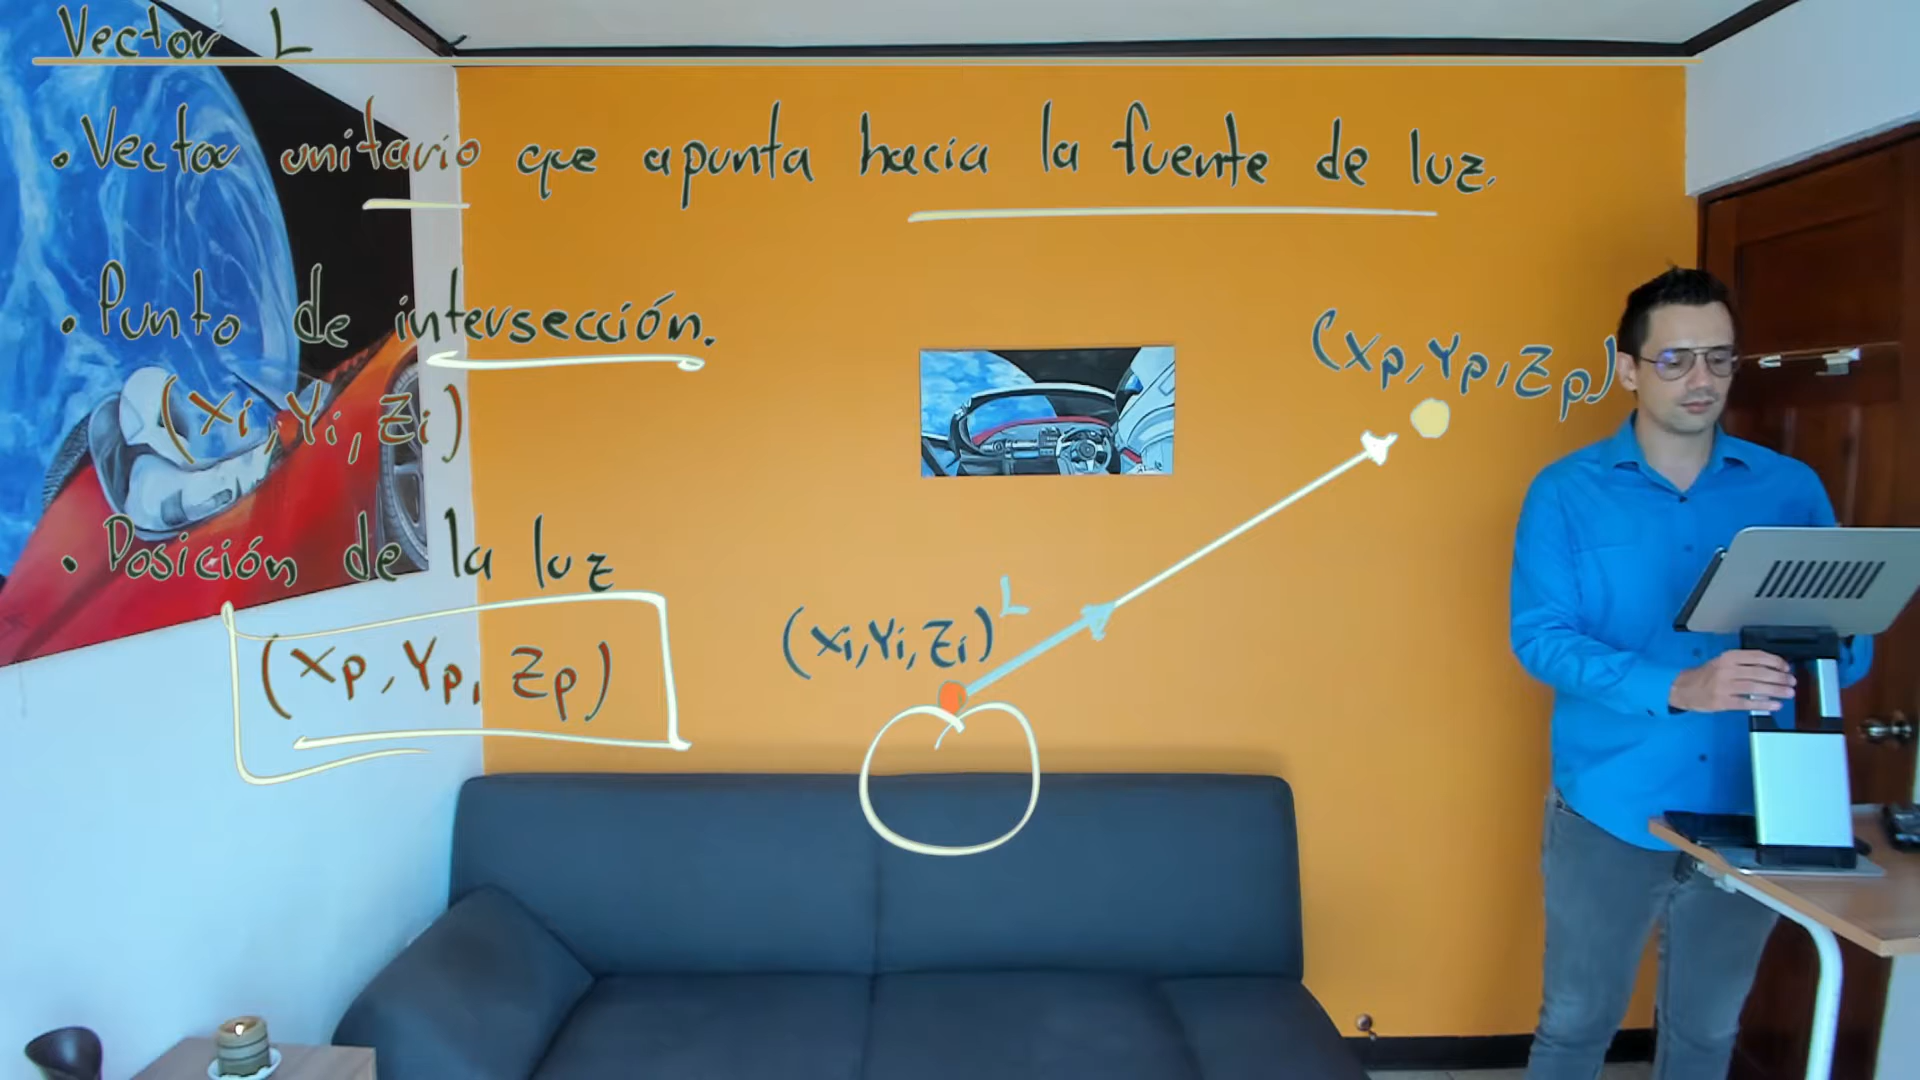 Vector L
• Vector unitario que apunta hacia la fuente de luz.
• Punto de intersección.
(Xi, Yi, Zi)
• Posición de la luz
(Xp, Yp, Zp)
(Xp, Yp, Zp)
L
(Xi, Yi, Zi)